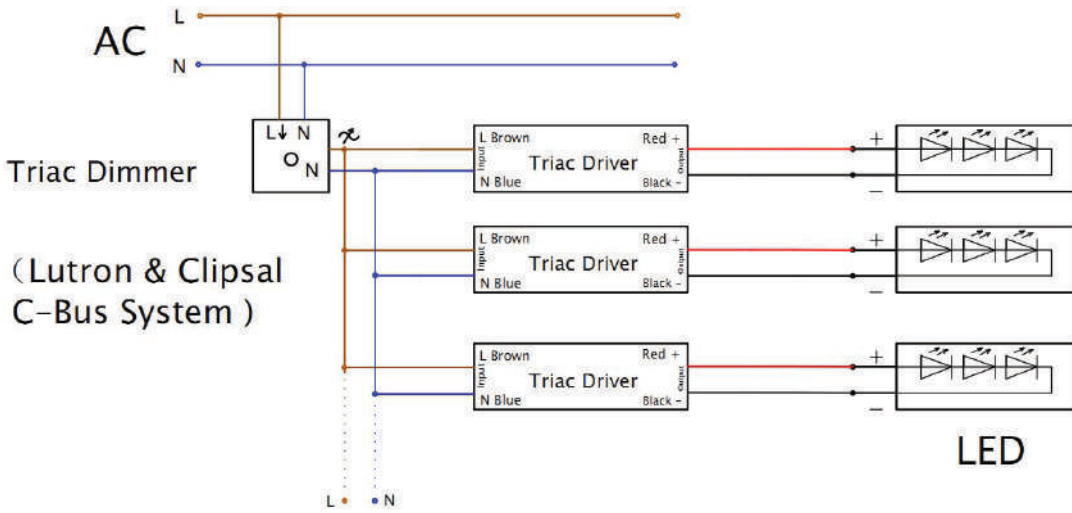 L
AC
N
L↓ N
N
Triac Dimmer
(Lutron & Clipsal
C-Bus System )
L Brown
Input
N Blue
Triac Driver
Red +
Output
Black -
+
-
L Brown
Input
N Blue
Triac Driver
Red +
Output
Black -
+
-
L Brown
Input
N Blue
Triac Driver
Red +
Output
Black -
+
-
LED
L
N